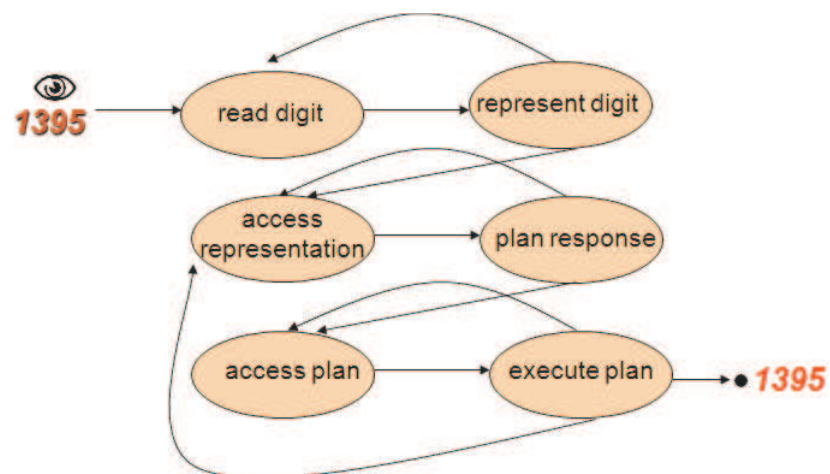 1395
read digit
represent digit
access
representation
plan response
access plan
execute plan
1395